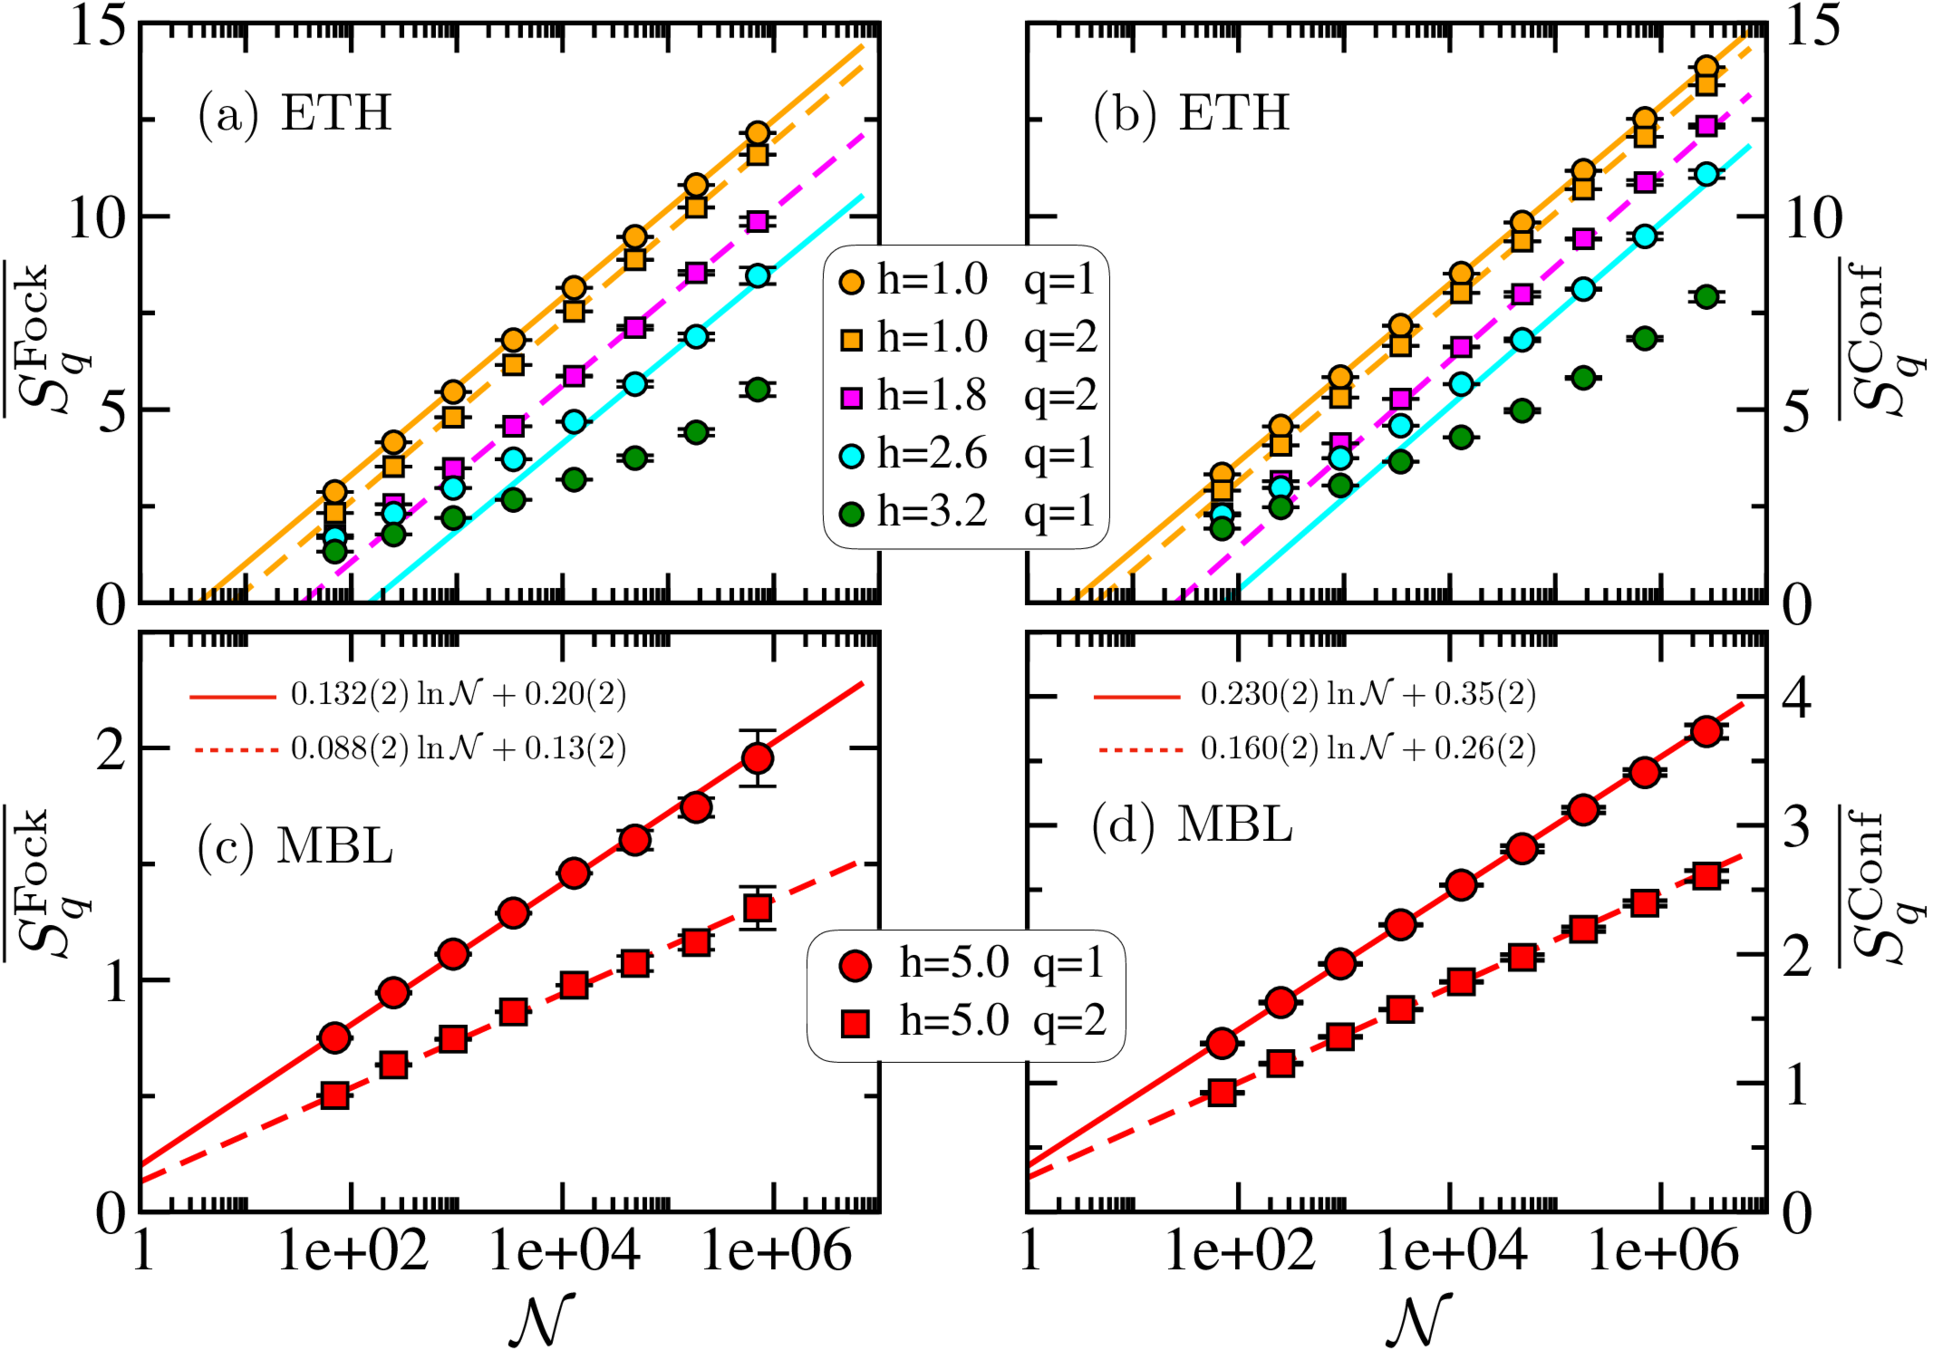 15
10
5
0
(a) ETH
S_q^Fock
(b) ETH
15
10
5
0
S_q^Conf
h=1.0 q=1
h=1.0 q=2
h=1.8 q=2
h=2.6 q=1
h=3.2 q=1
2
1
0
S_q^Fock
0.132(2) ln 𝒩 + 0.20(2)
0.088(2) ln 𝒩 + 0.13(2)
(c) MBL
0.230(2) ln 𝒩 + 0.35(2)
0.160(2) ln 𝒩 + 0.26(2)
(d) MBL
4
3
2
1
0
S_q^Conf
h=5.0 q=1
h=5.0 q=2
1 1e+02 1e+04 1e+06
𝒩
1 1e+02 1e+04 1e+06
𝒩